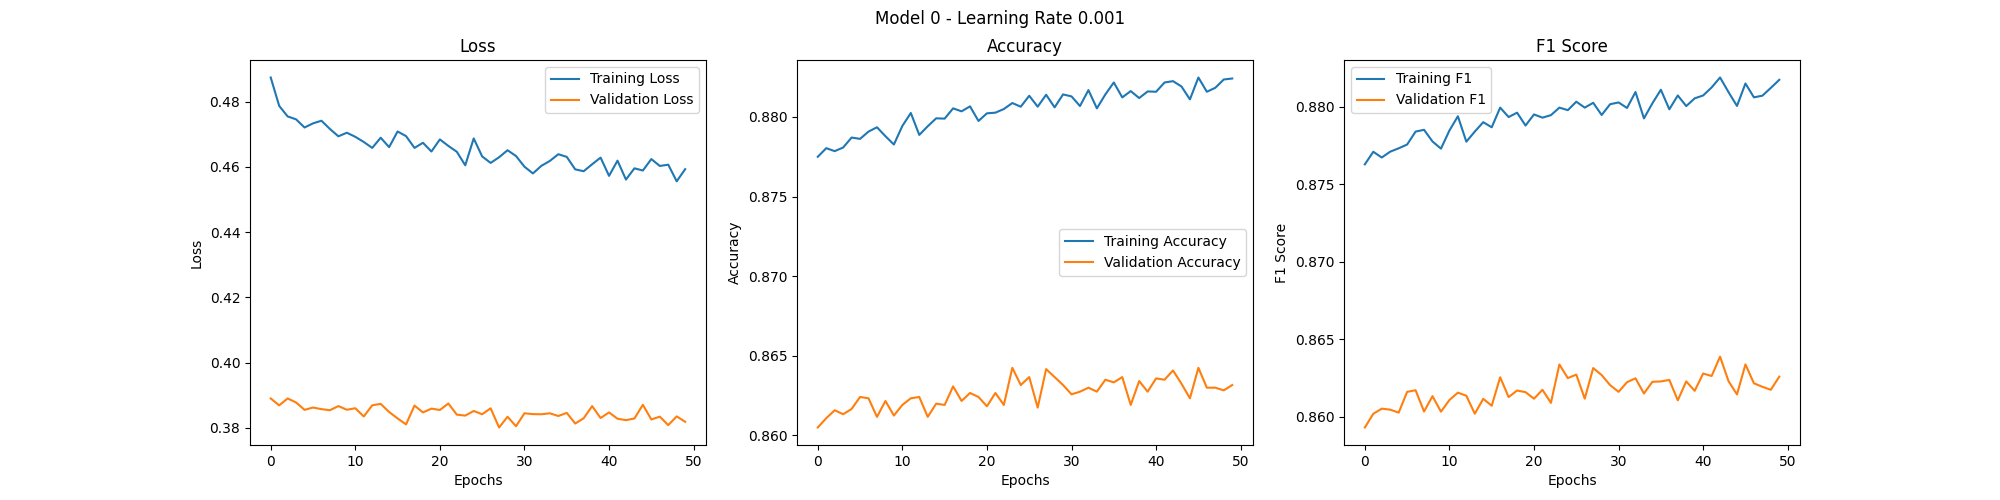 Model 0 - Learning Rate 0.001
Loss
Training Loss
Validation Loss
0.48
0.46
0.44
0.42
0.40
0.38
Loss
0 10 20 30 40 50
Epochs
Accuracy
Training Accuracy
Validation Accuracy
0.880
0.875
0.870
0.865
0.860
Accuracy
0 10 20 30 40 50
Epochs
F1 Score
Training F1
Validation F1
0.880
0.875
0.870
0.865
0.860
F1 Score
0 10 20 30 40 50
Epochs